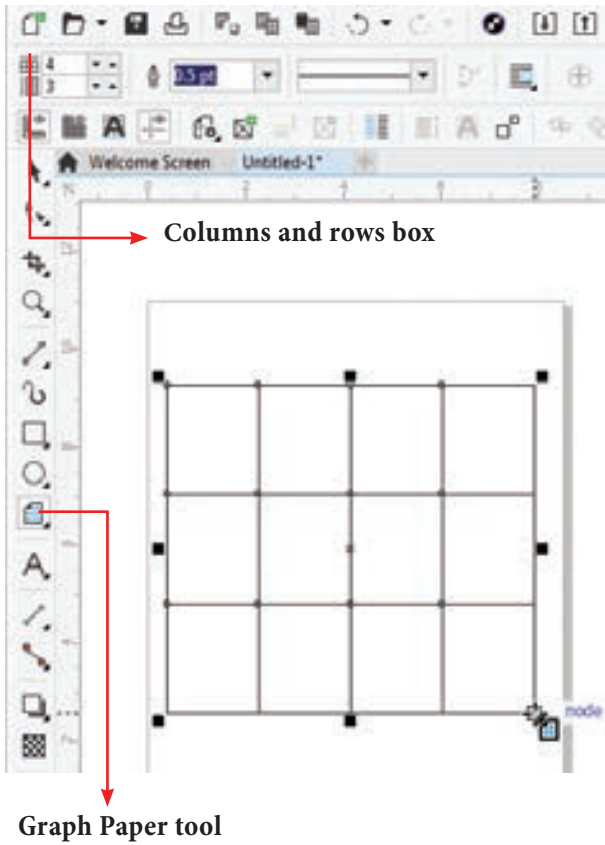 4
3
0.5 pt
Welcome Screen Untitled-1*
Columns and rows box
node
Graph Paper tool